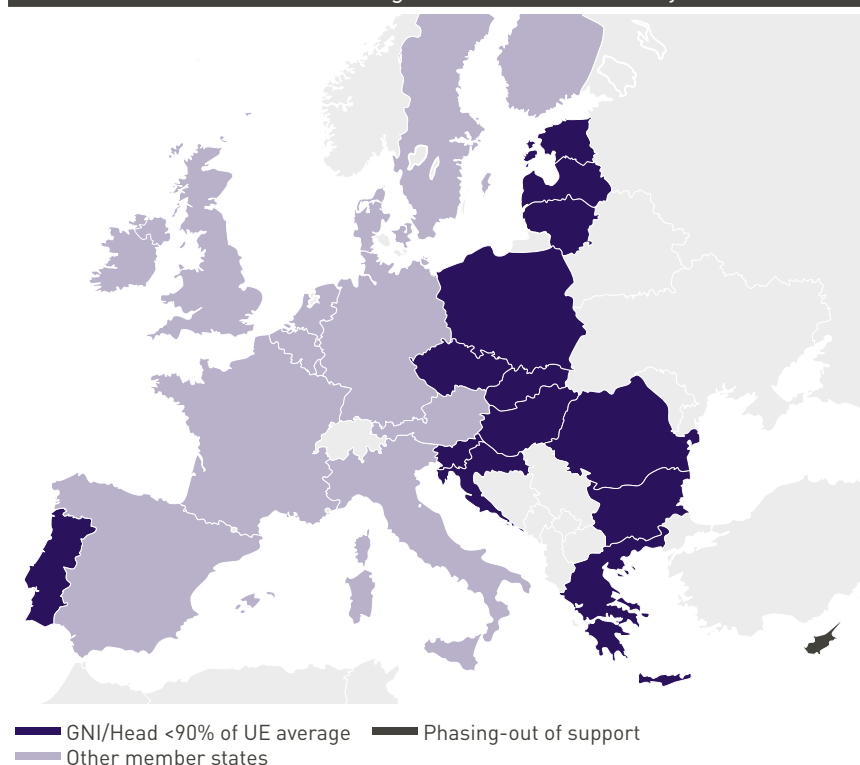 GNI/Head <90% of UE average
Phasing-out of support
Other member states